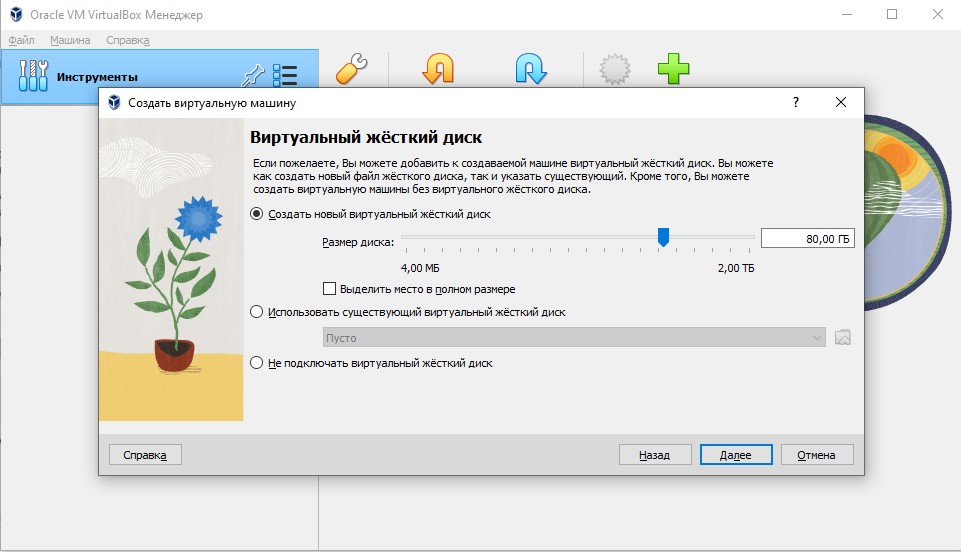 Oracle VM VirtualBox Менеджер
Файл Машина Справка
Инструменты
Создать виртуальную машину
?
Виртуальный жёсткий диск
Если пожелаете, Вы можете добавить к создаваемой машине виртуальный жёсткий диск. Вы можете
как создать новый файл жёсткого диска, так и указать существующий. Кроме того, Вы можете
создать виртуальную машины без виртуального жёсткого диска.
Создать новый виртуальный жёсткий диск
Размер диска:
80,00 ГБ
4,00 МБ
2,00 ТБ
Выделить место в полном размере
Использовать существующий виртуальный жёсткий диск
Пусто
Не подключать виртуальный жёсткий диск
Справка
Назад
Далее
Отмена